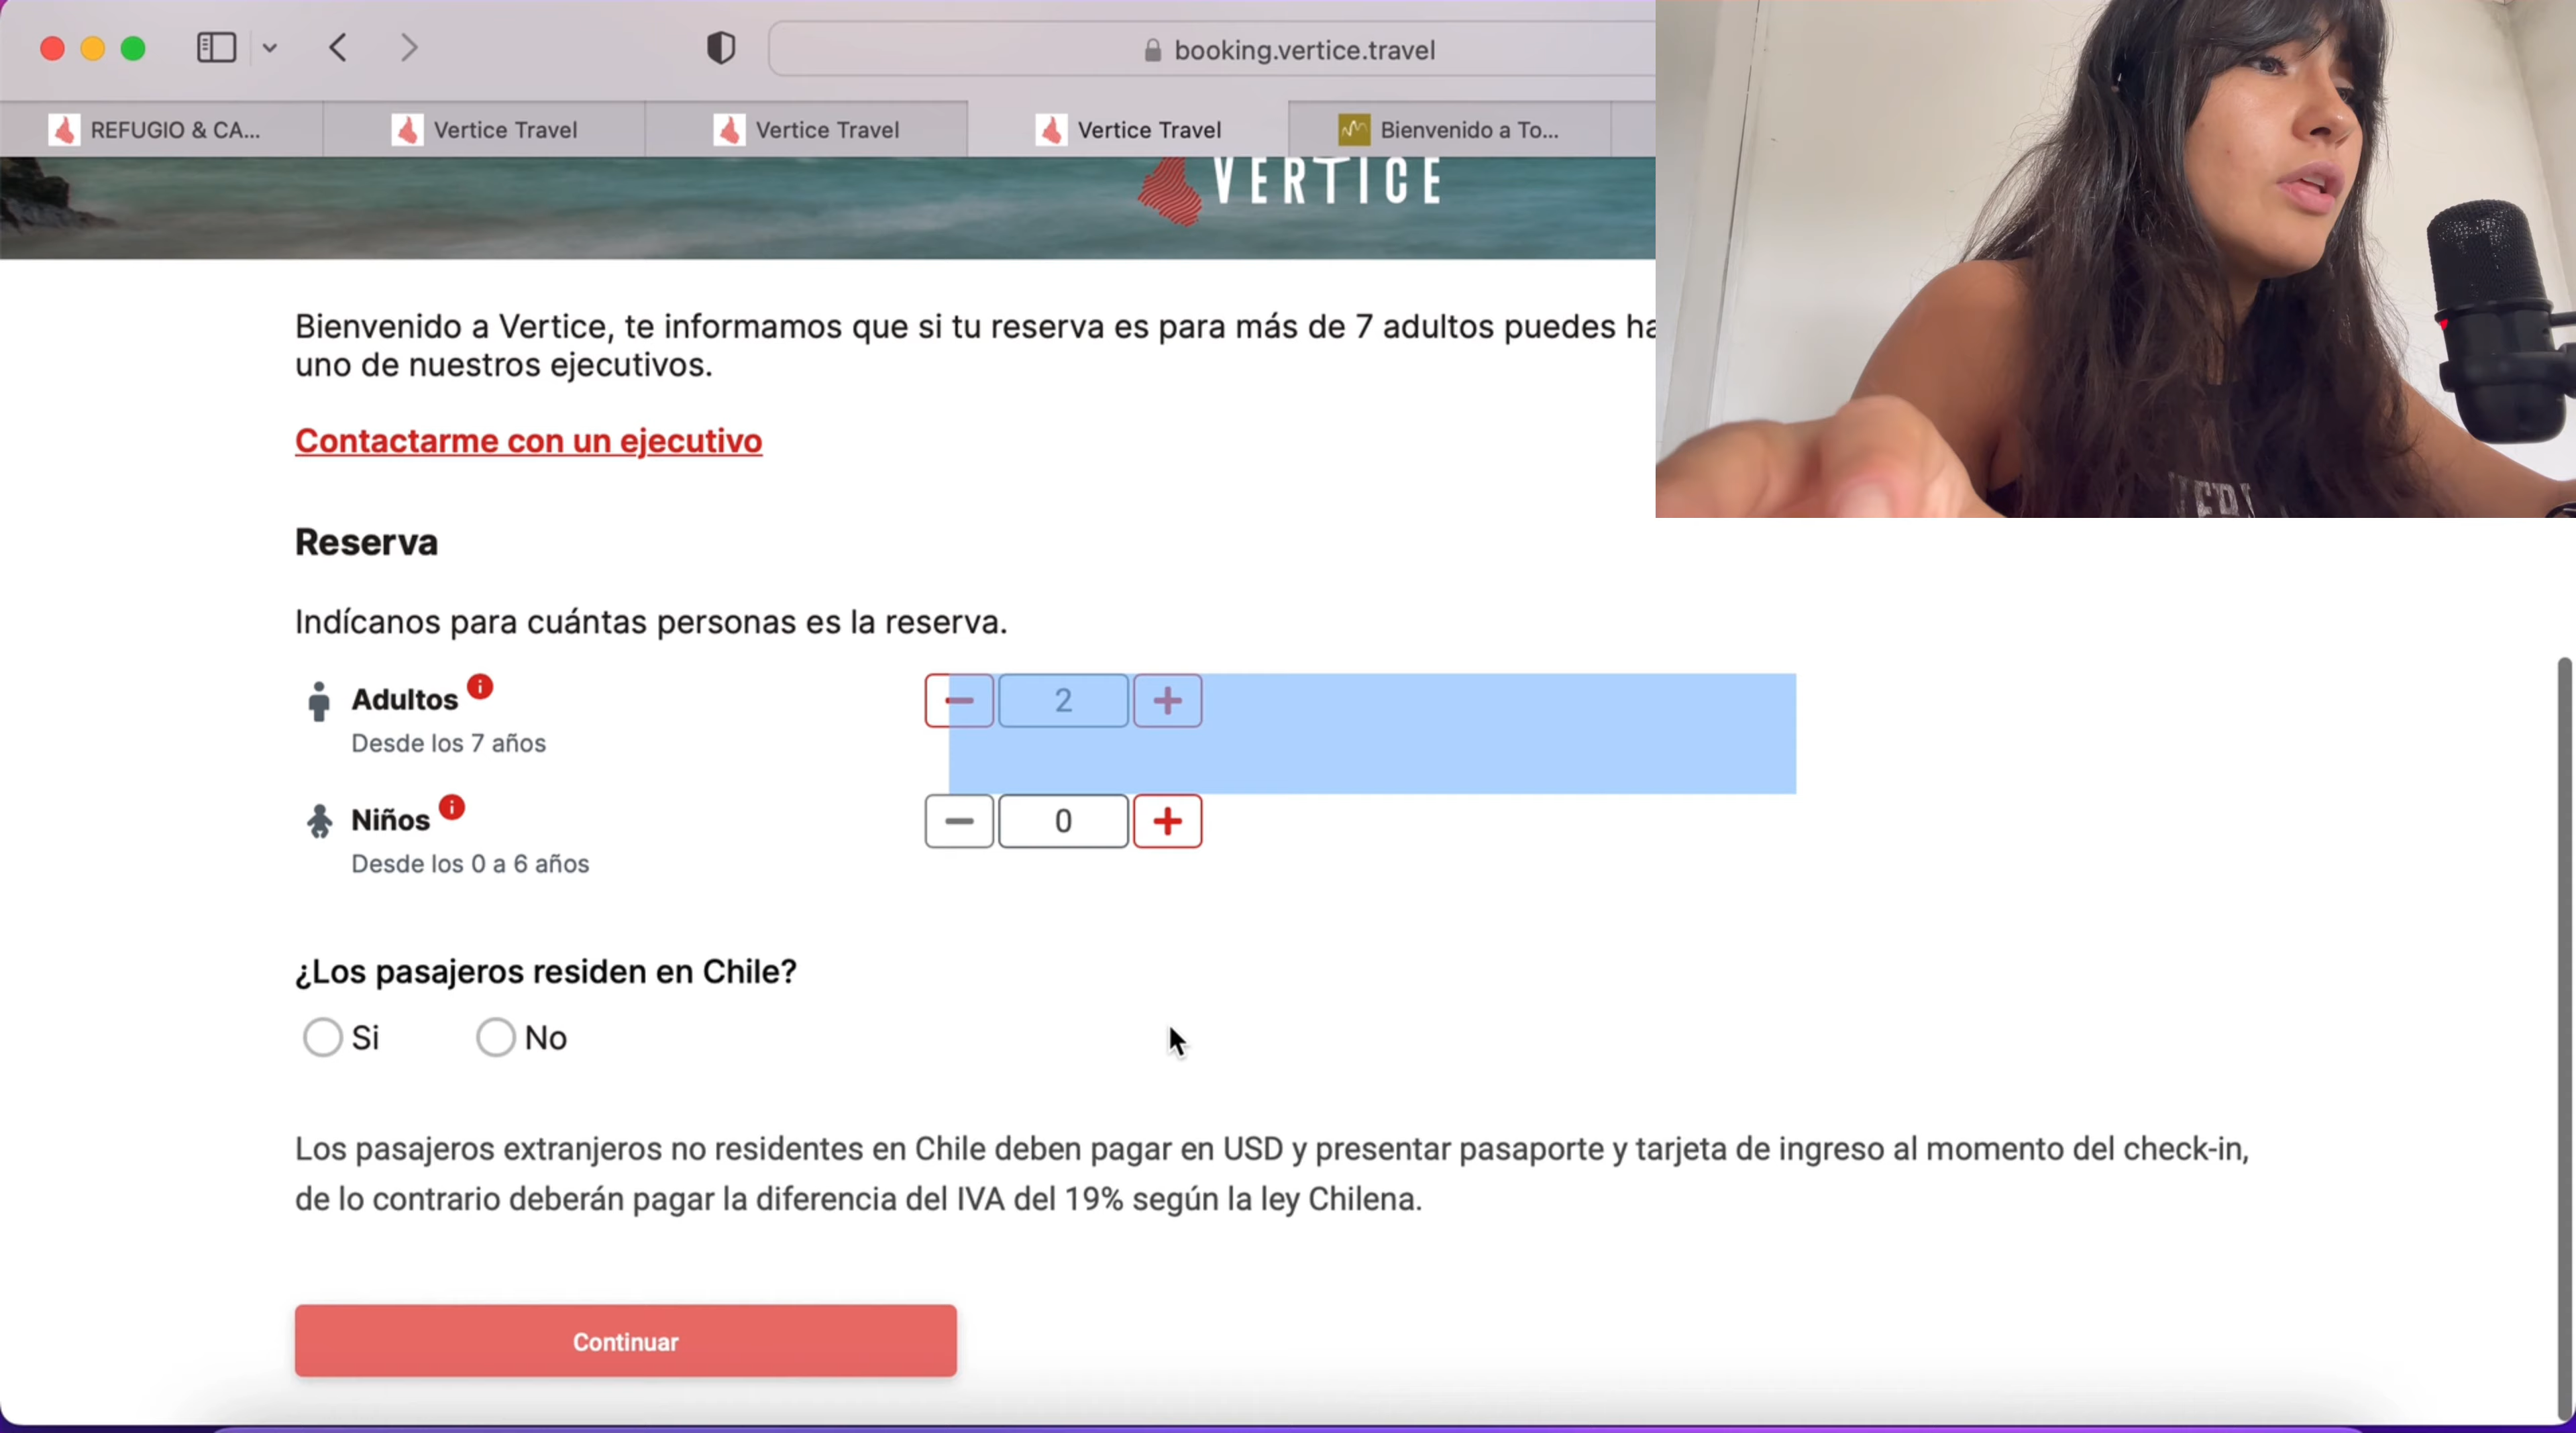 booking.vertice.travel
REFUGIO & CA...
Vertice Travel
Vertice Travel
Vertice Travel
Bienvenido a To...
VERTICE
Bienvenido a Vertice, te informamos que si tu reserva es para más de 7 adultos puedes
uno de nuestros ejecutivos.
Contactarme con un ejecutivo
Reserva
Indícanos para cuántas personas es la reserva.
Adultos
2
Desde los 7 años
Niños
0
Desde los 0 a 6 años
¿Los pasajeros residen en Chile?
Si No
Los pasajeros extranjeros no residentes en Chile deben pagar en USD y presentar pasaporte y tarjeta de ingreso al momento del check-in,
de lo contrario deberán pagar la diferencia del IVA del 19% según la ley Chilena.
Continuar